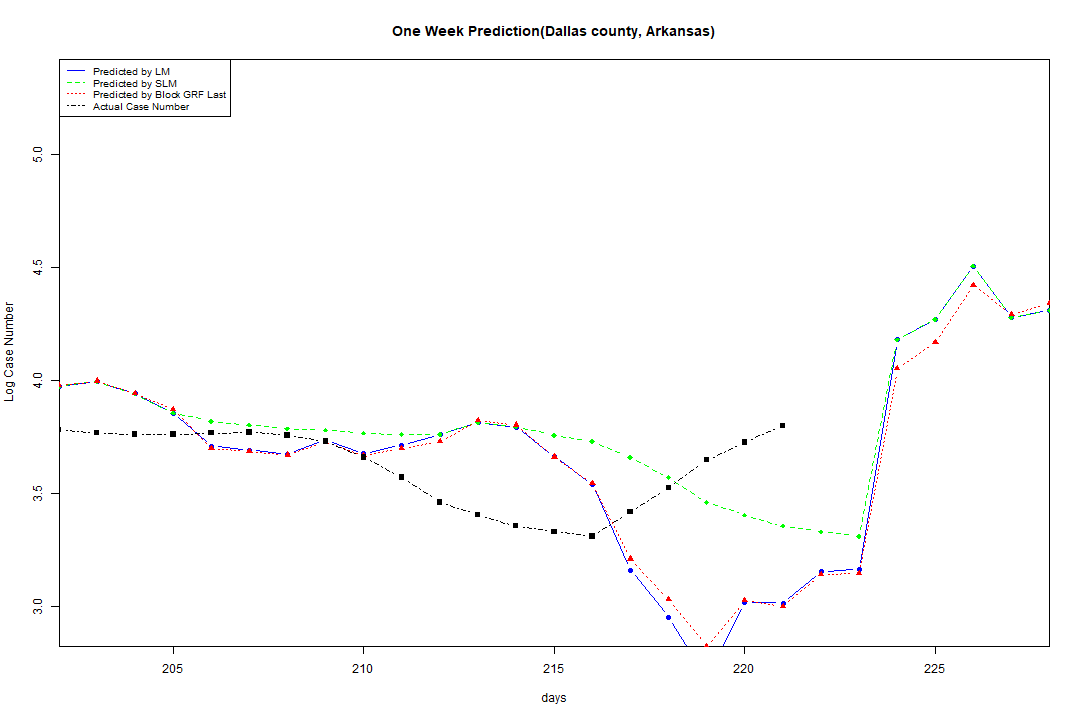 One Week Prediction(Dallas county, Arkansas)
Predicted by LM
Predicted by SLM
Predicted by Block GRF Last
Actual Case Number
5.0
4.5
4.0
3.5
3.0
Log Case Number
205 210 215 220 225
days